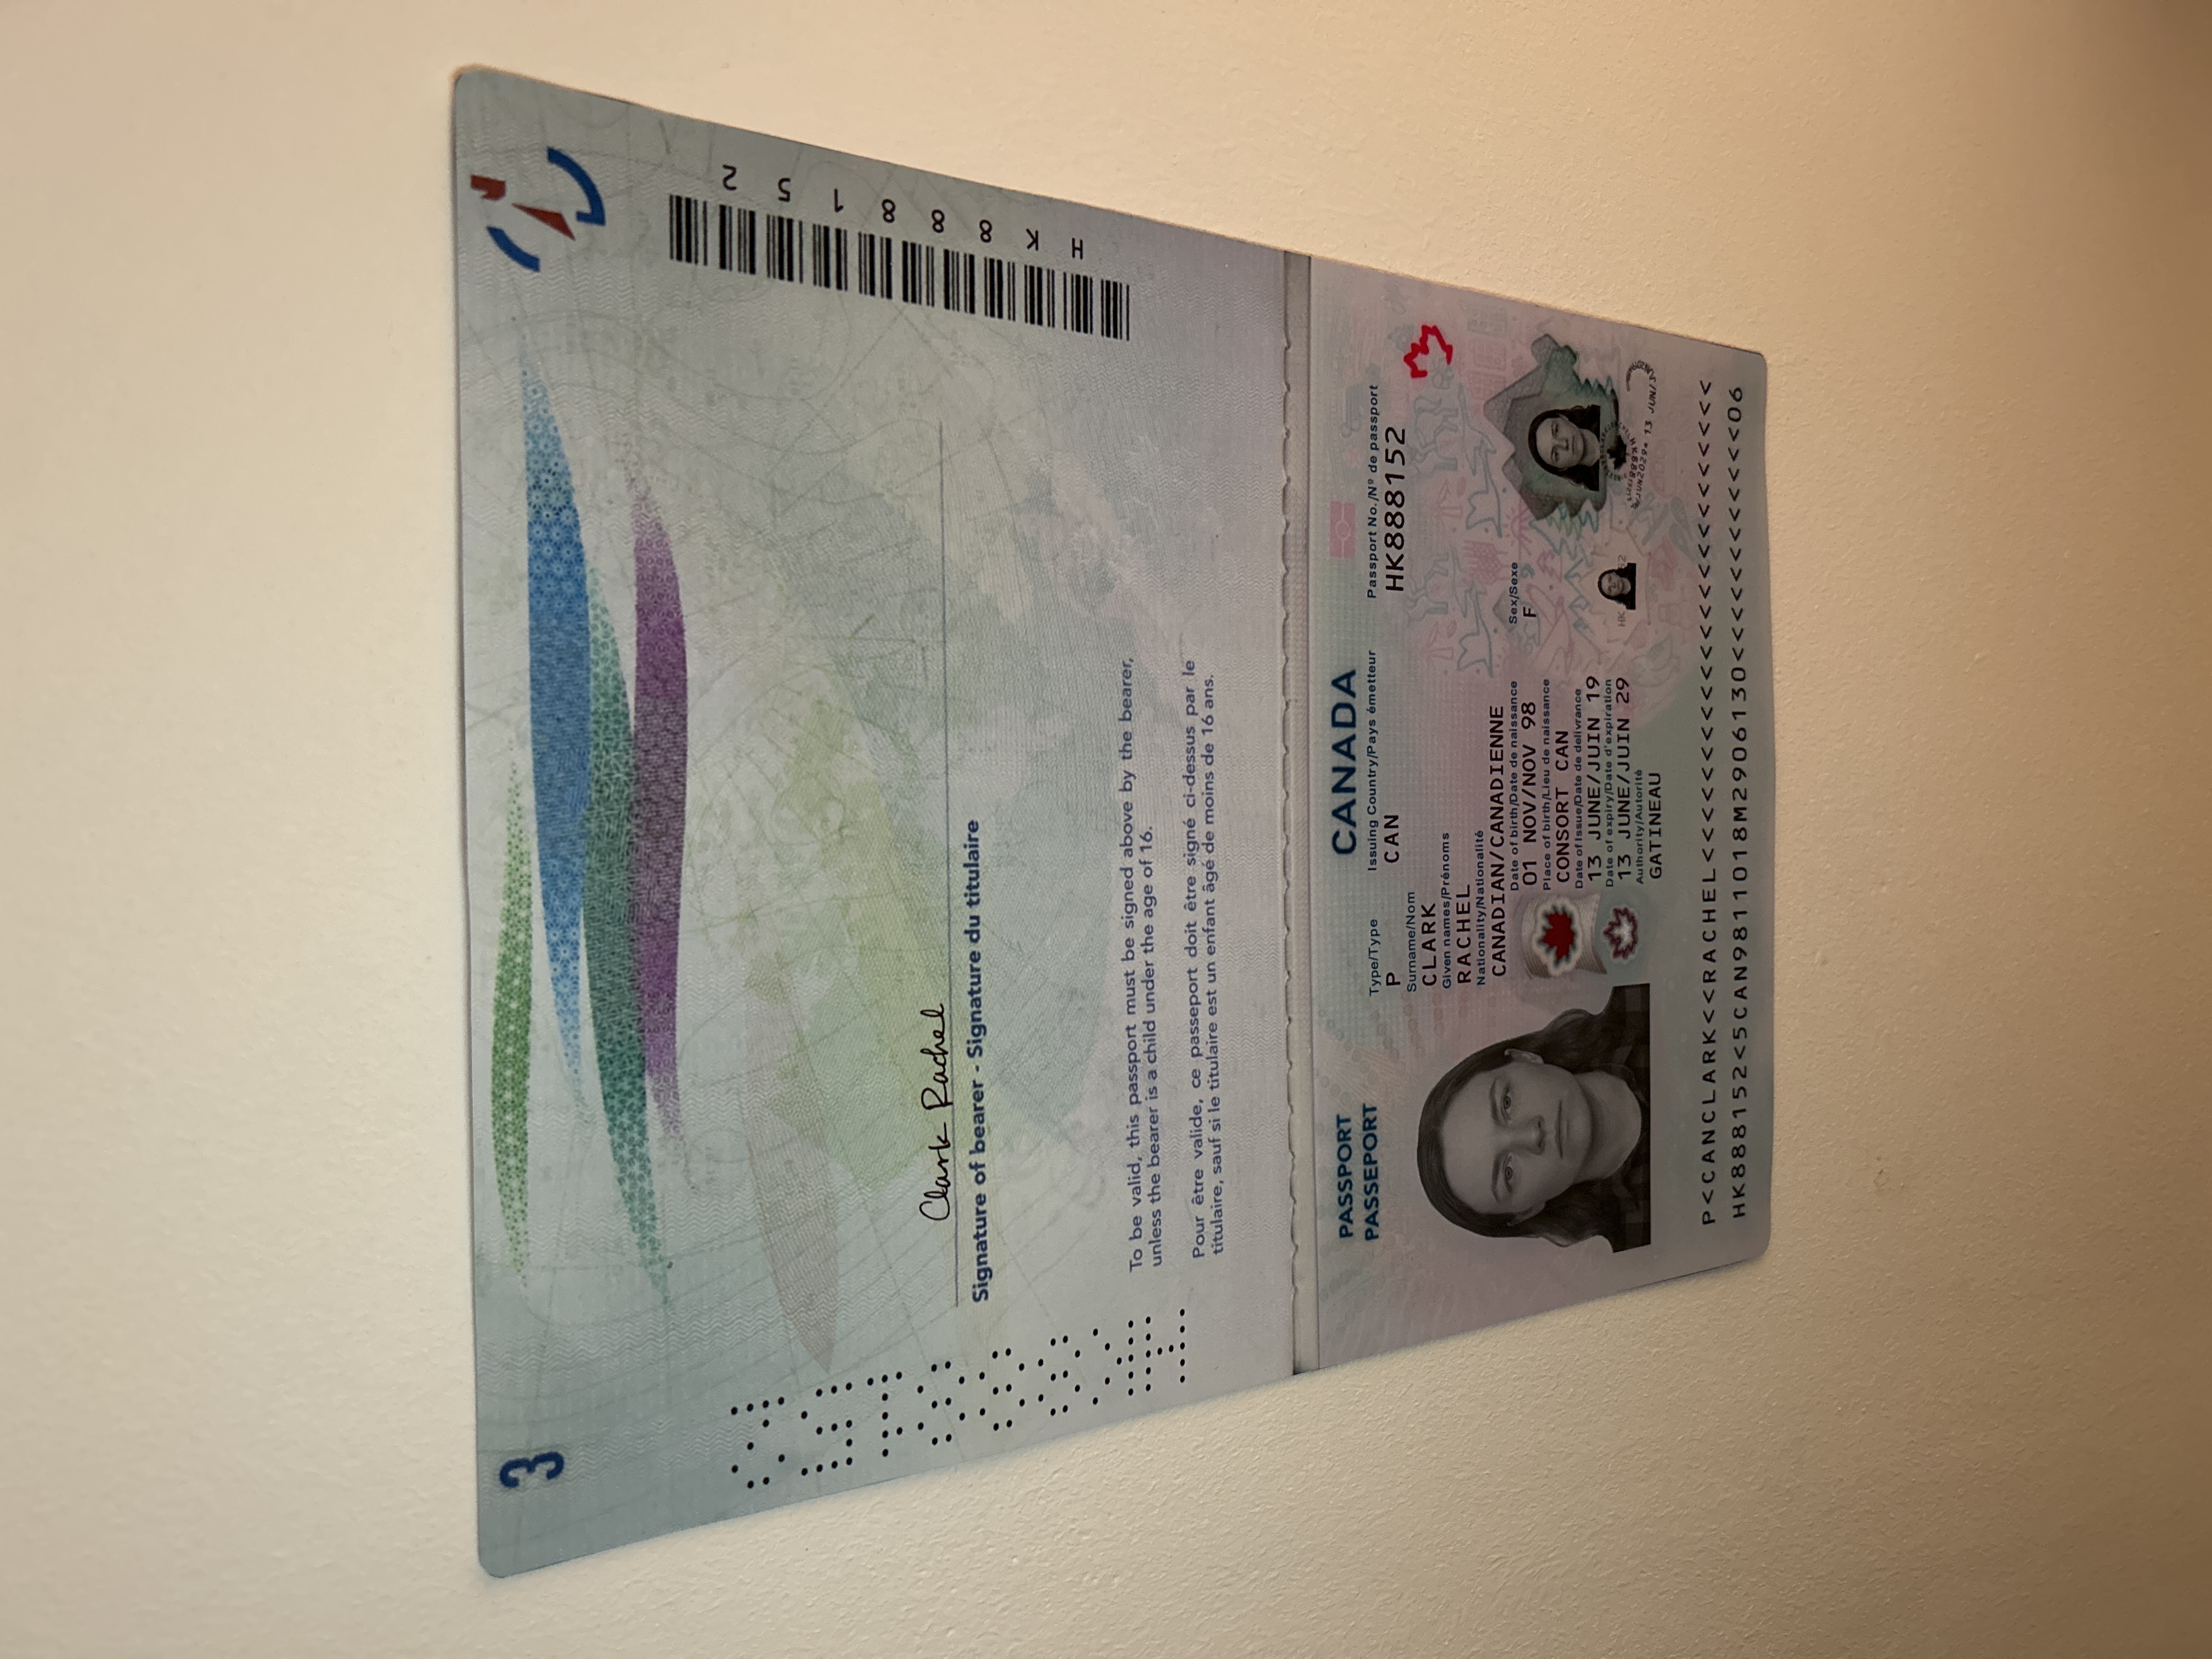 3
Clark Rachel
Signature of bearer - Signature du titulaire
To be valid, this passport must be signed above by the bearer,
unless the bearer is a child under the age of 16.
Pour être valide, ce passeport doit être signé ci-dessus par le
titulaire, sauf si le titulaire est un enfant âgé de moins de 16 ans.
HK888152
PASSPORT
PASSEPORT
CANADA
Type/Type Issuing Country/Pays émetteur Passport No./Nº de passport
P CAN HK888152
Surname/Nom
CLARK
Given names/Prénoms
RACHEL
Nationality/Nationalité
CANADIAN/CANADIENNE
Date of birth/Date de naissance Sex/Sexe
01 NOV/NOV 98 F
Place of birth/Lieu de naissance
CONSORT CAN
Date of Issue/Date de delivrance
13 JUNE/JUIN 19
Date of expiry/Date d'expiration
13 JUNE/JUIN 29
Authority/Autorité
GATINEAU
P<CANCLARK<<RACHEL<<<<<<<<<<<<<<<<<<<<<<<<<<
HK888152<5CAN9811018M2906130<<<<<<<<<<<<<<06